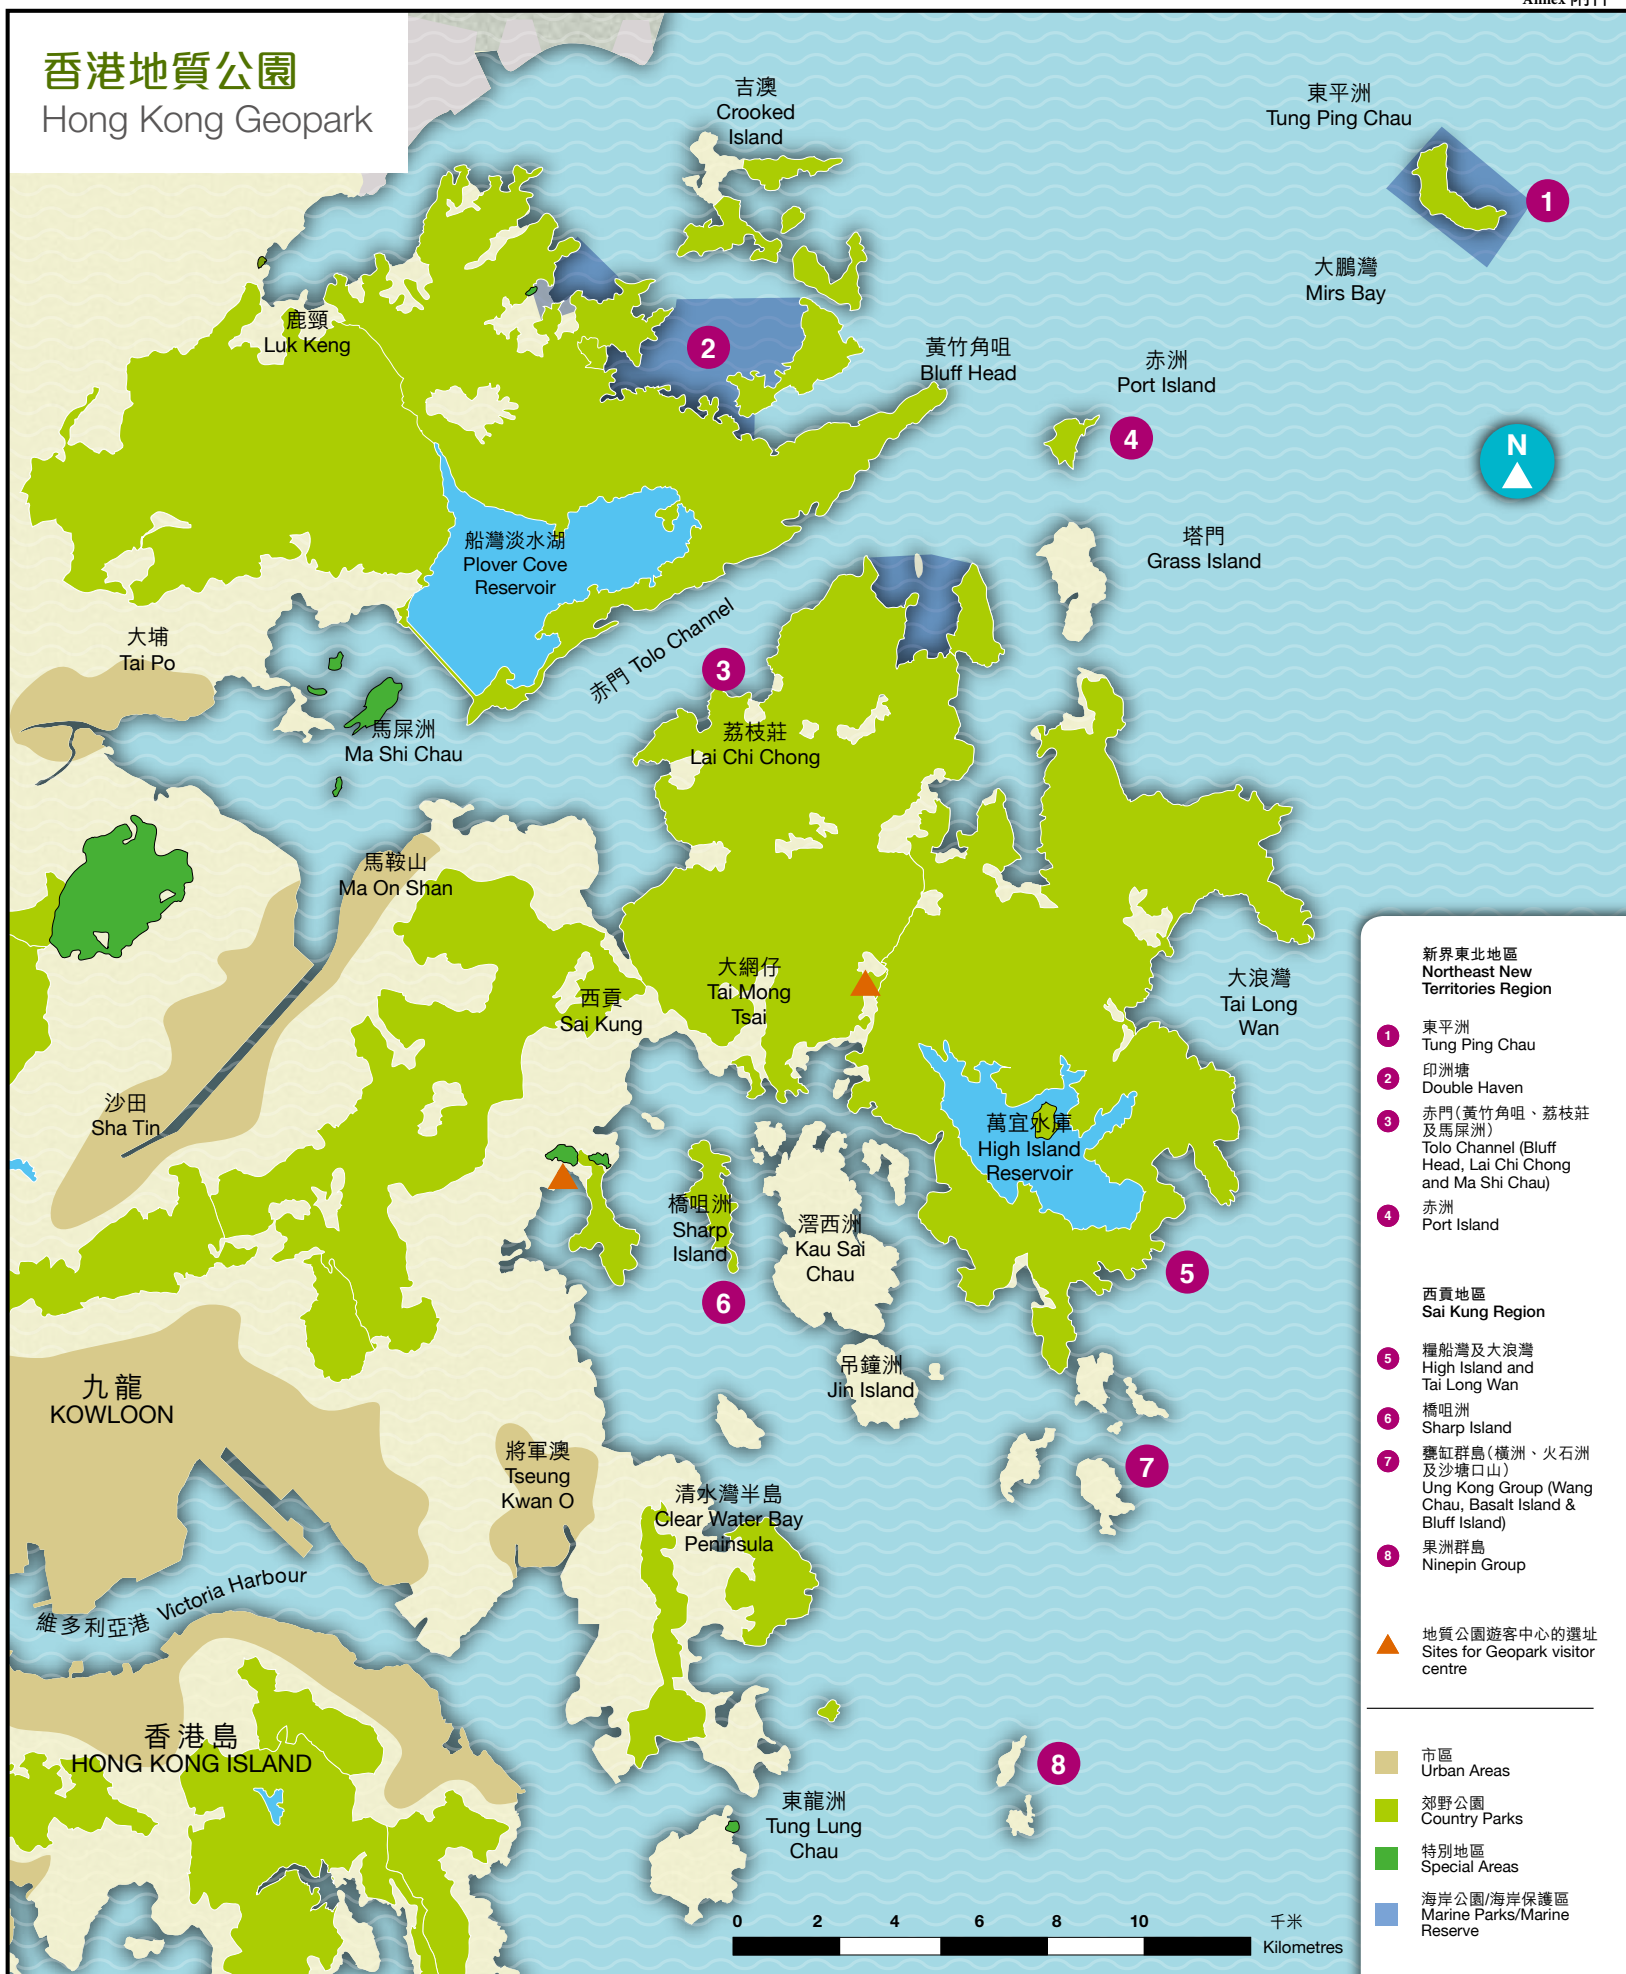 Annex 附件
香港地質公園
Hong Kong Geopark
吉澳
Crooked
Island
東平洲
Tung Ping Chau
1
大鵬灣
Mirs Bay
鹿頸
Luk Keng
2
黃竹角咀
Bluff Head
赤洲
Port Island
4
N
塔門
Grass Island
船灣淡水湖
Plover Cove
Reservoir
赤門 Tolo Channel
大埔
Tai Po
3
馬屎洲
Ma Shi Chau
荔枝莊
Lai Chi Chong
馬鞍山
Ma On Shan
大網仔
Tai Mong
Tsai
西貢
Sai Kung
大浪灣
Tai Long
Wan
沙田
Sha Tin
萬宜水庫
High Island
Reservoir
橋咀洲
Sharp
Island
滘西洲
Kau Sai
Chau
5
6
吊鐘洲
Jin Island
九龍
KOWLOON
將軍澳
Tseung
Kwan O
清水灣半島
Clear Water Bay
Peninsula
7
維多利亞港 Victoria Harbour
香港島
HONG KONG ISLAND
8
東龍洲
Tung Lung
Chau
0 2 4 6 8 10 千米
Kilometres
新界東北地區
Northeast New
Territories Region
1 東平洲
Tung Ping Chau
2 印洲塘
Double Haven
3 赤門(黃竹角咀、荔枝莊
及馬屎洲)
Tolo Channel (Bluff
Head, Lai Chi Chong
and Ma Shi Chau)
4 赤洲
Port Island
西貢地區
Sai Kung Region
5 糧船灣及大浪灣
High Island and
Tai Long Wan
6 橋咀洲
Sharp Island
7 甕缸群島(橫洲、火石洲
及沙塘口山)
Ung Kong Group (Wang
Chau, Basalt Island &
Bluff Island)
8 果洲群島
Ninepin Group
地質公園遊客中心的選址
Sites for Geopark visitor
centre
市區
Urban Areas
郊野公園
Country Parks
特別地區
Special Areas
海岸公園/海岸保護區
Marine Parks/Marine
Reserve